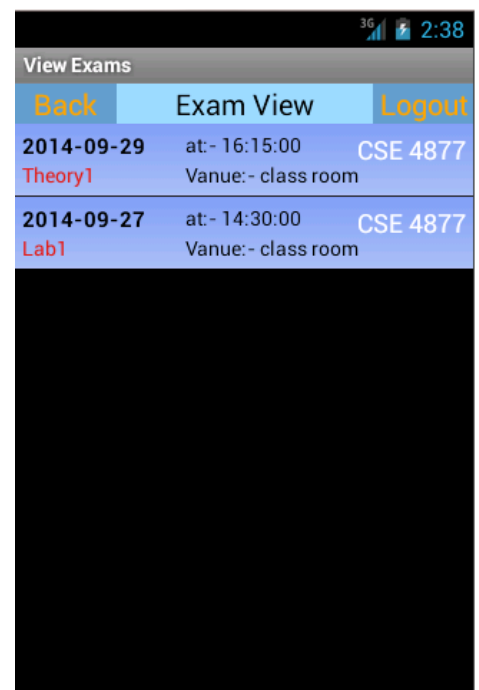 3G 2:38
View Exams
Back Exam View Logout
2014-09-29 at:- 16:15:00 CSE 4877
Theory1 Vanue:- class room
2014-09-27 at:- 14:30:00 CSE 4877
Lab1 Vanue:- class room